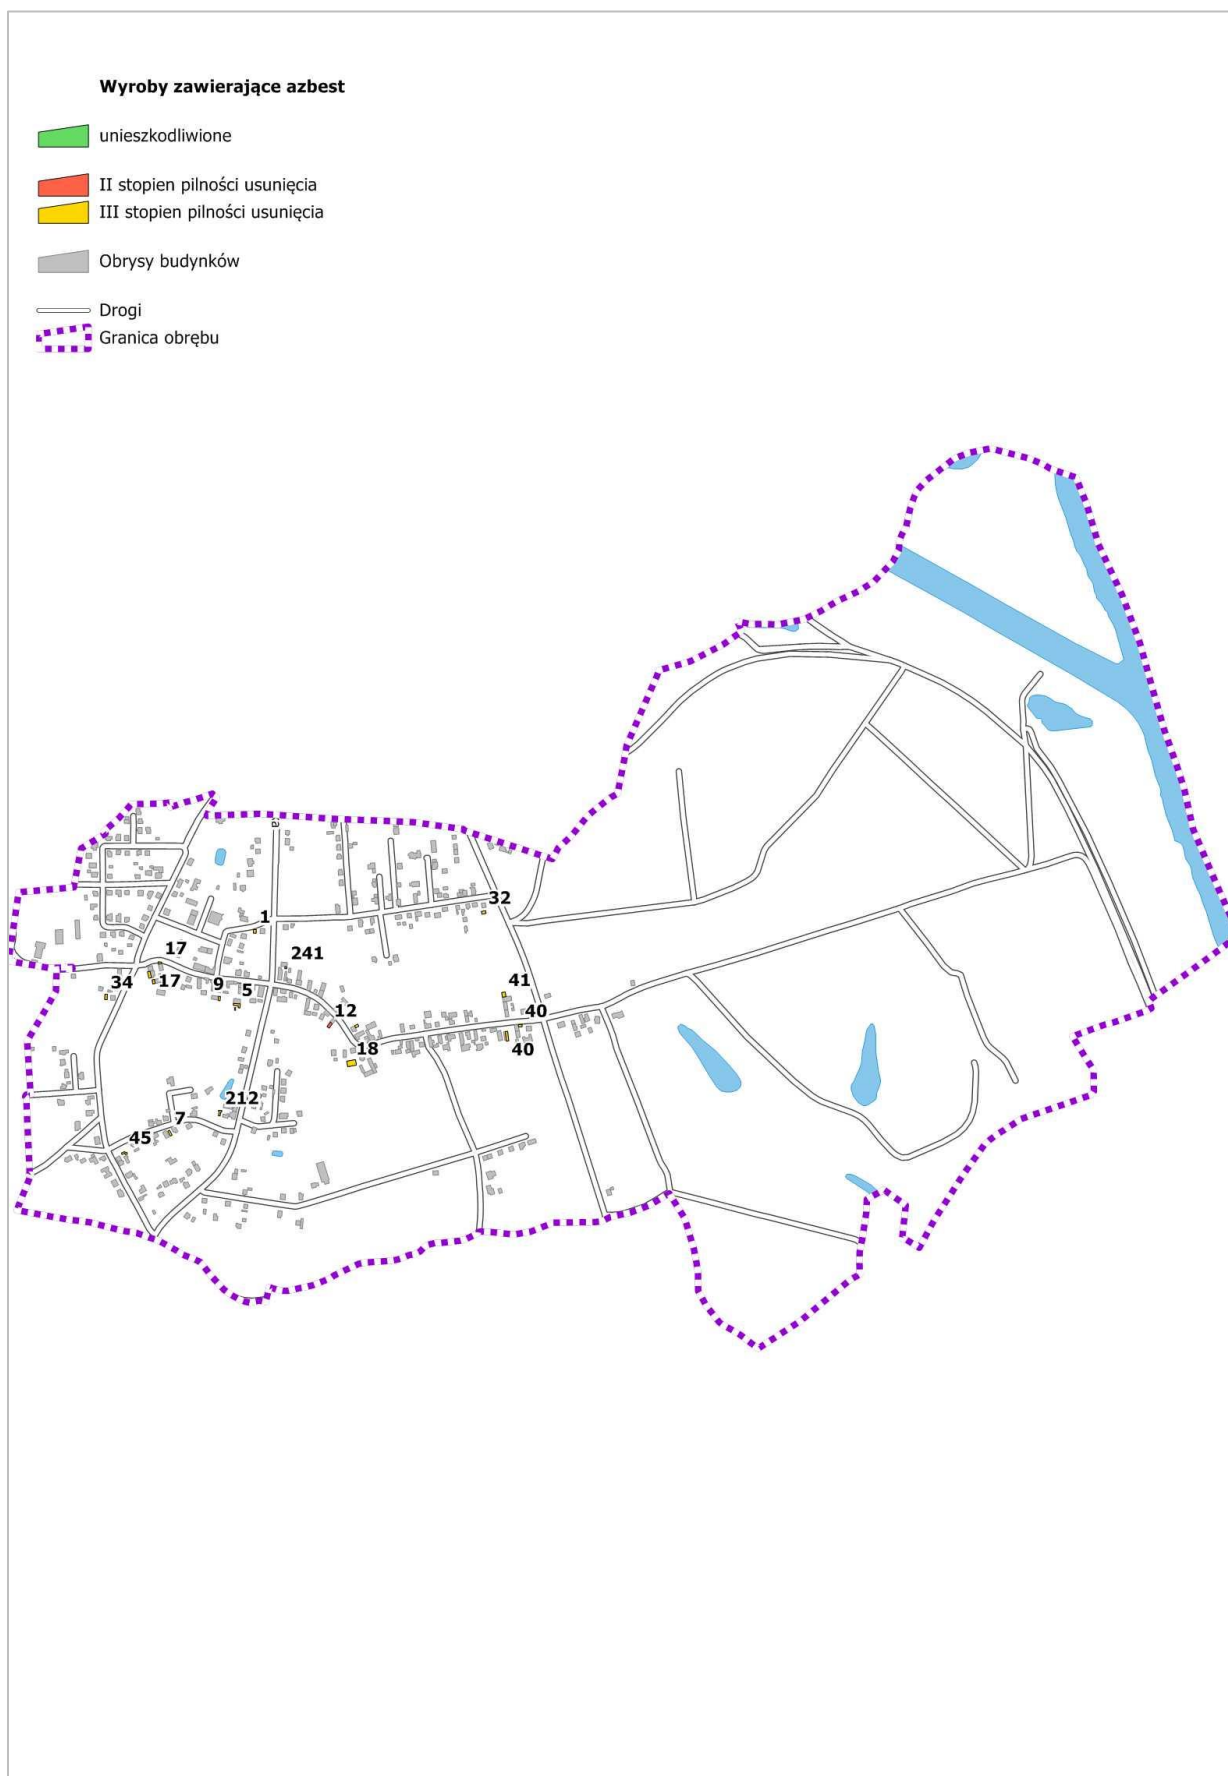 Wyroby zawierające azbest
unieszkodliwione
II stopien pilności usunięcia
III stopien pilności usunięcia
Obrysy budynków
Drogi
Granica obrębu
a
32
1
17
241
34
17
9
5
41
12
40
18
40
212
7
45